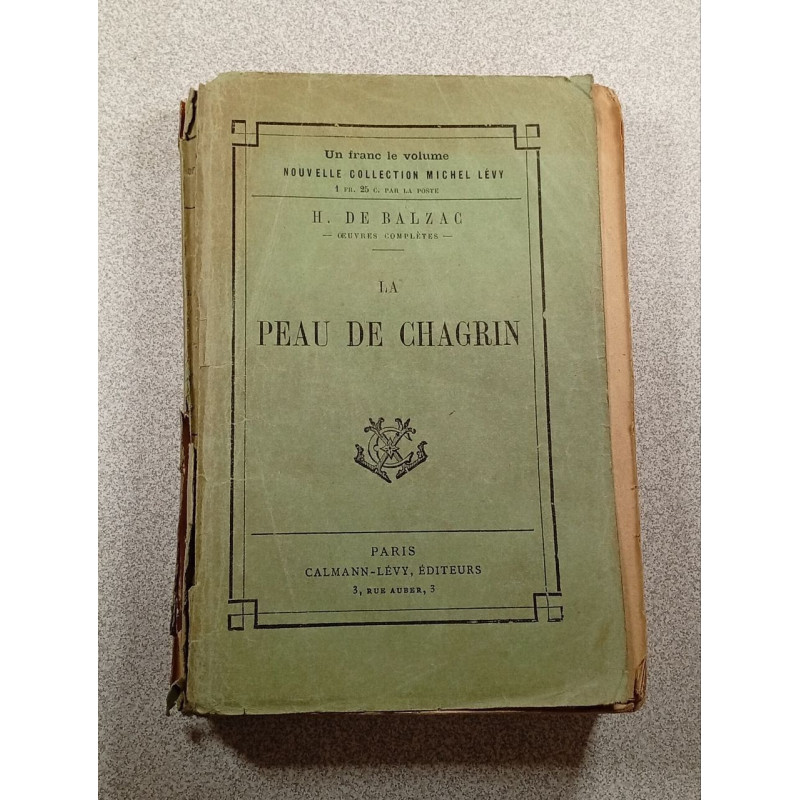 Un franc le volume
NOUVELLE COLLECTION MICHEL LÉVY
1 FR. 25 C. PAR LA POSTE
H. DE BALZAC
— ŒUVRES COMPLÈTES —
LA
PEAU DE CHAGRIN
PARIS
CALMANN-LÉVY, ÉDITEURS
3, RUE AUBER, 3